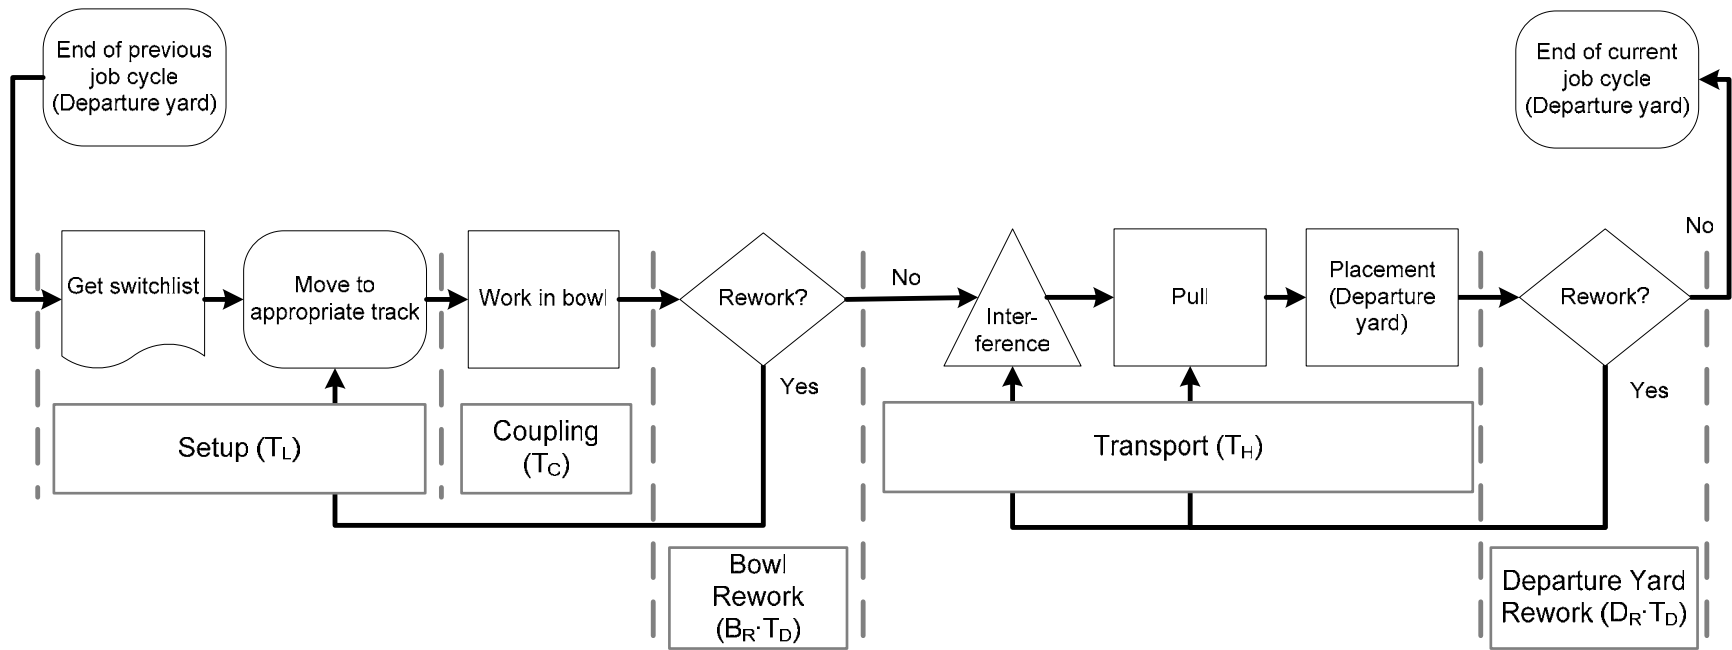 End of previous
job cycle
(Departure yard)
End of current
job cycle
(Departure yard)
Get switchlist
Move to
appropriate track
Work in bowl
Rework?
No
Yes
Inter-
ference
Pull
Placement
(Departure
yard)
Rework?
No
Yes
Setup (TL)
Coupling
(TC)
Transport (TH)
Bowl
Rework
(BR·TD)
Departure Yard
Rework (DR·TD)